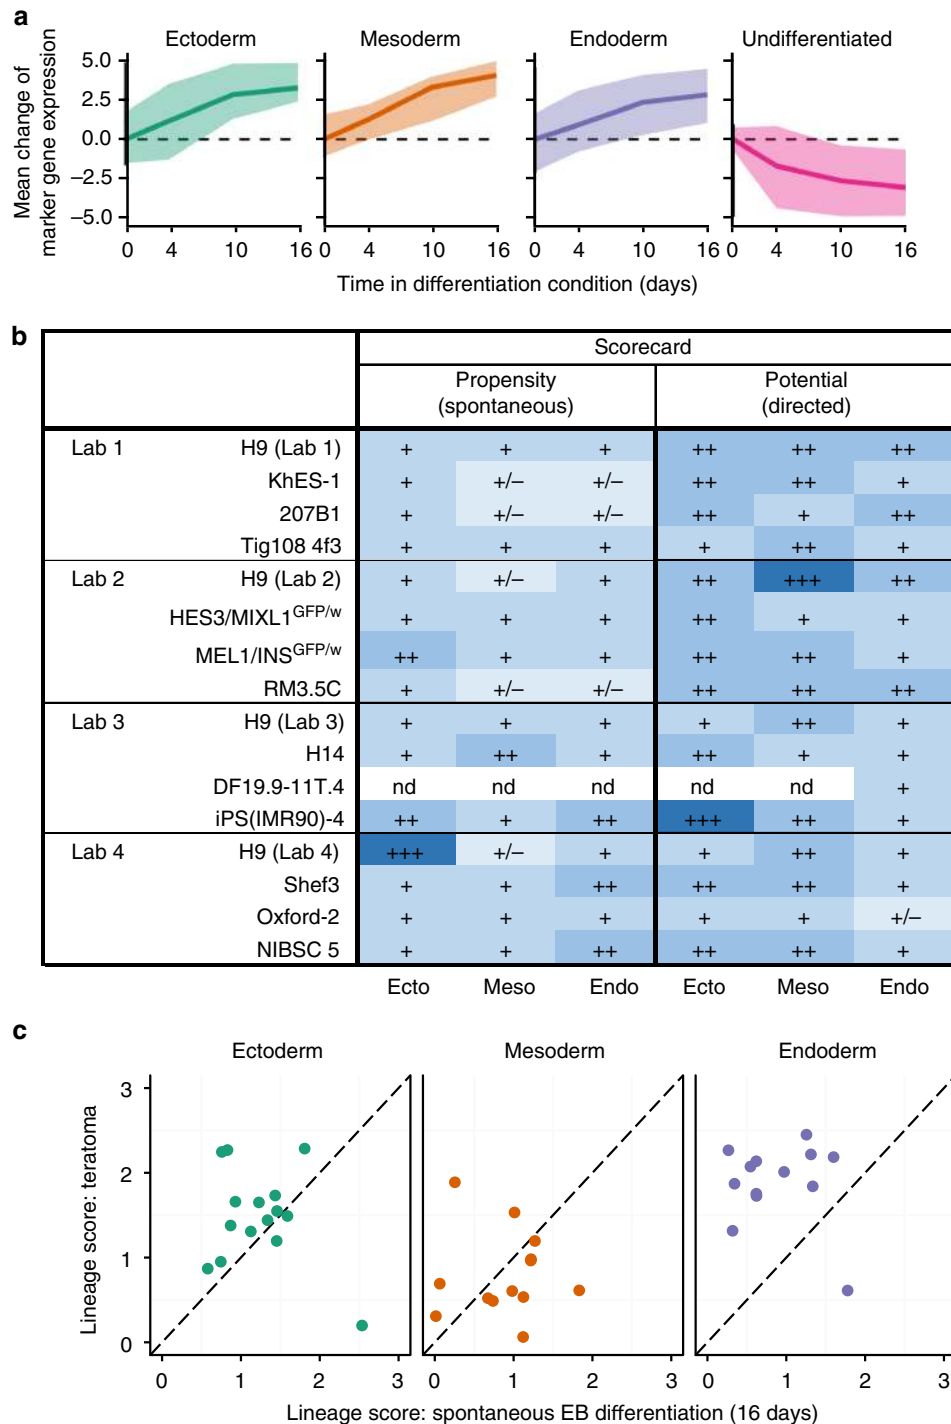 a
Ectoderm Mesoderm Endoderm Undifferentiated
Mean change of
marker gene expression
5.0
2.5
0.0
−2.5
−5.0
0 4 10 16 0 4 10 16 0 4 10 16 0 4 10 16
Time in differentiation condition (days)
b
Scorecard
Propensity
(spontaneous)
Potential
(directed)
Lab 1 H9 (Lab 1) + + + ++ ++ ++
KhES-1 + +/− +/− ++ ++ +
207B1 + +/− +/− ++ + ++
Tig108 4f3 + + + + ++ +
Lab 2 H9 (Lab 2) + +/− + ++ +++ ++
HES3/MIXL1GFP/w + + + ++ + +
MEL1/INSGFP/w ++ + + ++ ++ +
RM3.5C + +/− +/− ++ ++ ++
Lab 3 H9 (Lab 3) + + + + ++ +
H14 + ++ + ++ + +
DF19.9-11T.4 nd nd nd nd nd +
iPS(IMR90)-4 ++ + ++ +++ ++ +
Lab 4 H9 (Lab 4) +++ +/− + + ++ +
Shef3 + + ++ ++ ++ +
Oxford-2 + + + + + +/−
NIBSC 5 + + ++ ++ ++ +
Ecto Meso Endo Ecto Meso Endo
c
Ectoderm Mesoderm Endoderm
Lineage score: teratoma
3
2
1
0
0 1 2 3 0 1 2 3 0 1 2 3
Lineage score: spontaneous EB differentiation (16 days)